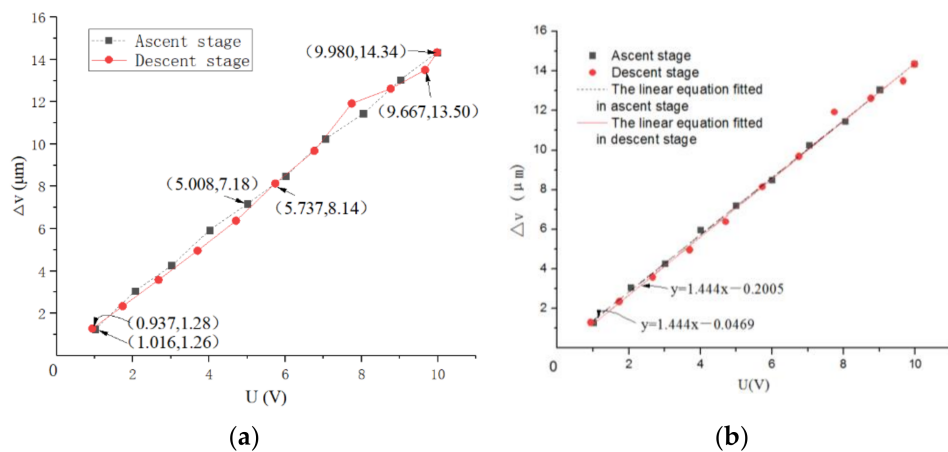 16
14
12
10
8
6
4
2
0
2
4
6
8
10
△v (μm)
U (V)
Ascent stage
Descent stage
(9.980,14.34)
(9.667,13.50)
(5.008,7.18)
(5.737,8.14)
(0.937,1.28)
(1.016,1.26)
(a)
16
14
12
10
8
6
4
2
0
2
4
6
8
10
△v (μm)
U(V)
Ascent stage
Descent stage
The linear equation fitted
in ascent stage
The linear equation fitted
in descent stage
y=1.444x−0.2005
y=1.444x−0.0469
(b)